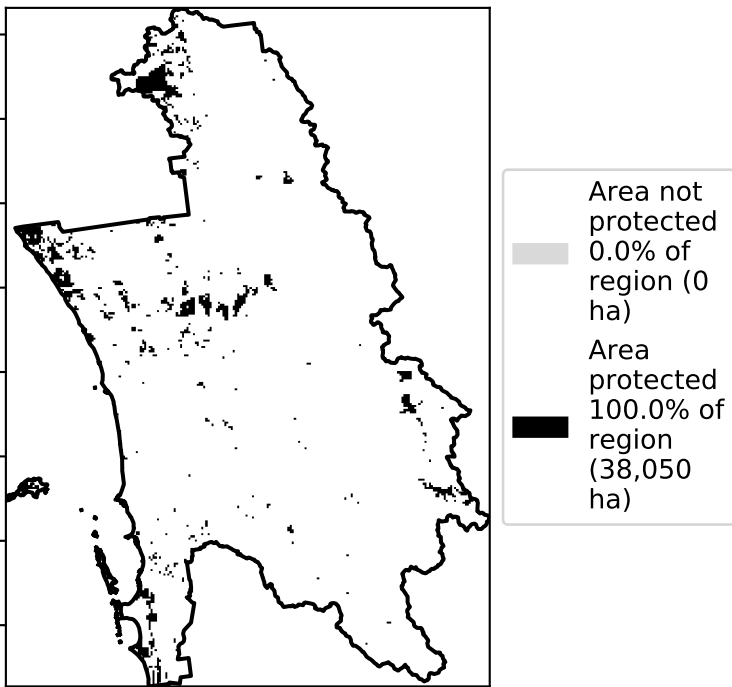 Area not
protected
0.0% of
region (0
ha)
Area
protected
100.0% of
region
(38,050
ha)